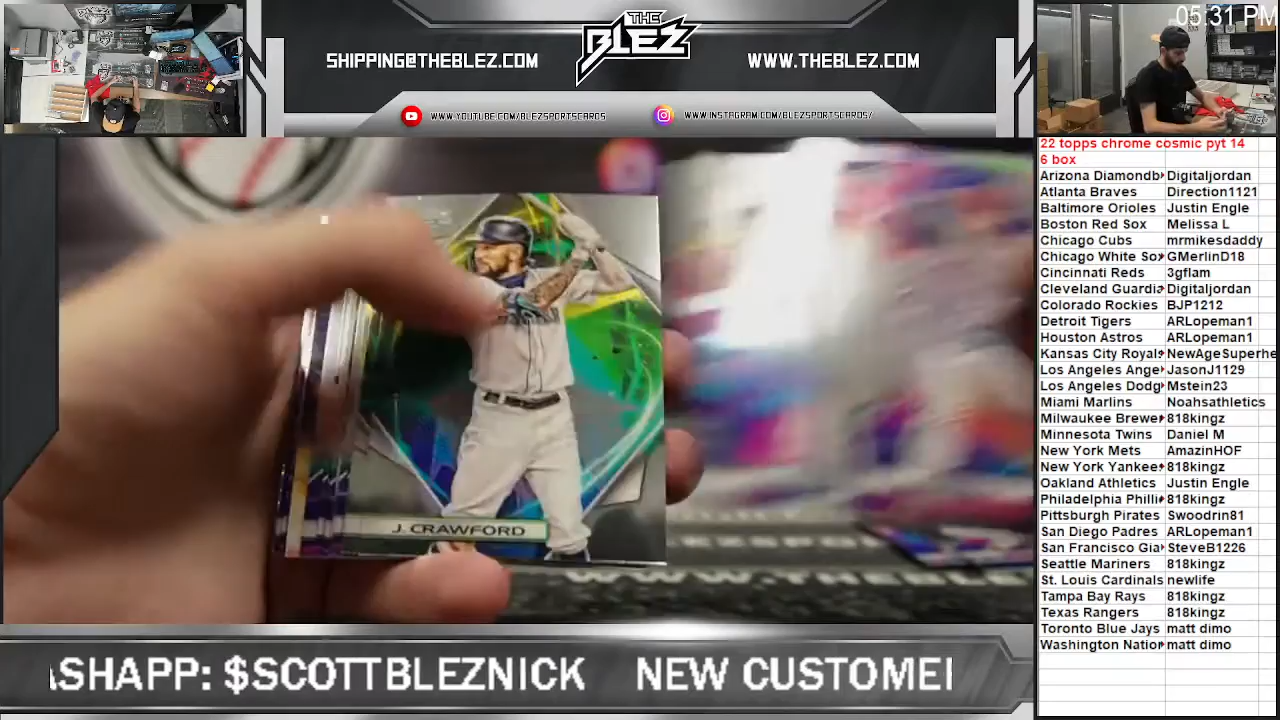 05:31 PM
THE
BLEZ
SHIPPING@THEBLEZ.COM
WWW.THEBLEZ.COM
WWW.YOUTUBE.COM/BLEZSPORTSCARDS
WWW.INSTAGRAM.COM/BLEZSPORTSCARDS/
22 topps chrome cosmic pyt 14
6 box
Arizona Diamondb Digitaljordan
Atlanta Braves Direction1121
Baltimore Orioles Justin Engle
Boston Red Sox Melissa L
Chicago Cubs mrmikesdaddy
Chicago White Sox GMerlinD18
Cincinnati Reds 3gflam
Cleveland Guardia Digitaljordan
Colorado Rockies BJP1212
Detroit Tigers ARLopeman1
Houston Astros ARLopeman1
Kansas City Royals NewAgeSuperhe
Los Angeles Ange JasonJ1129
Los Angeles Dodg Mstein23
Miami Marlins Noahsathletics
Milwaukee Brewe 818kingz
Minnesota Twins Daniel M
New York Mets AmazinHOF
New York Yankee 818kingz
Oakland Athletics Justin Engle
Philadelphia Philli 818kingz
Pittsburgh Pirates Swoodrin81
San Diego Padres ARLopeman1
San Francisco Gia SteveB1226
Seattle Mariners 818kingz
St. Louis Cardinals newlife
Tampa Bay Rays 818kingz
Texas Rangers 818kingz
Toronto Blue Jays matt dimo
Washington Nation matt dimo
J. CRAWFORD
WWW.THEBLE
ASHAPP: $SCOTTBLEZNICK NEW CUSTOMER